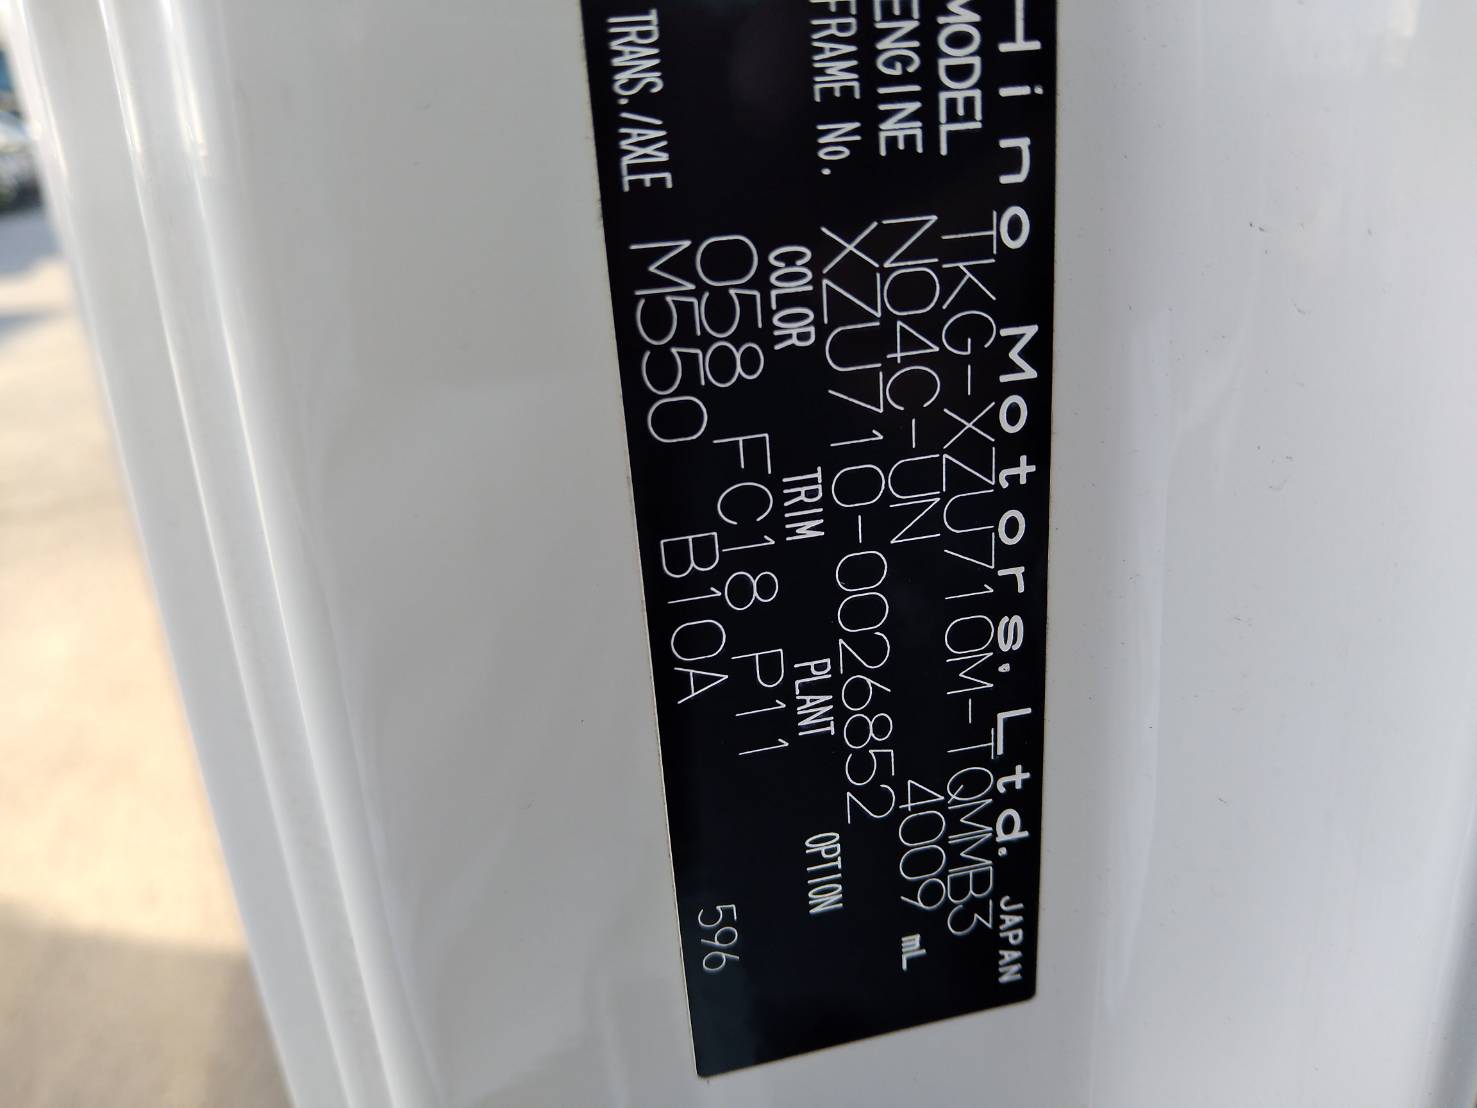 Hino Motors, Ltd. JAPAN
MODEL TKG-XZU710M-TQMMB3
ENGINE N04C-UN 4009 mL
FRAME No. XZU710-0026852
COLOR TRIM PLANT OPTION
058 FC18 P11
TRANS./AXLE M550 B10A 596